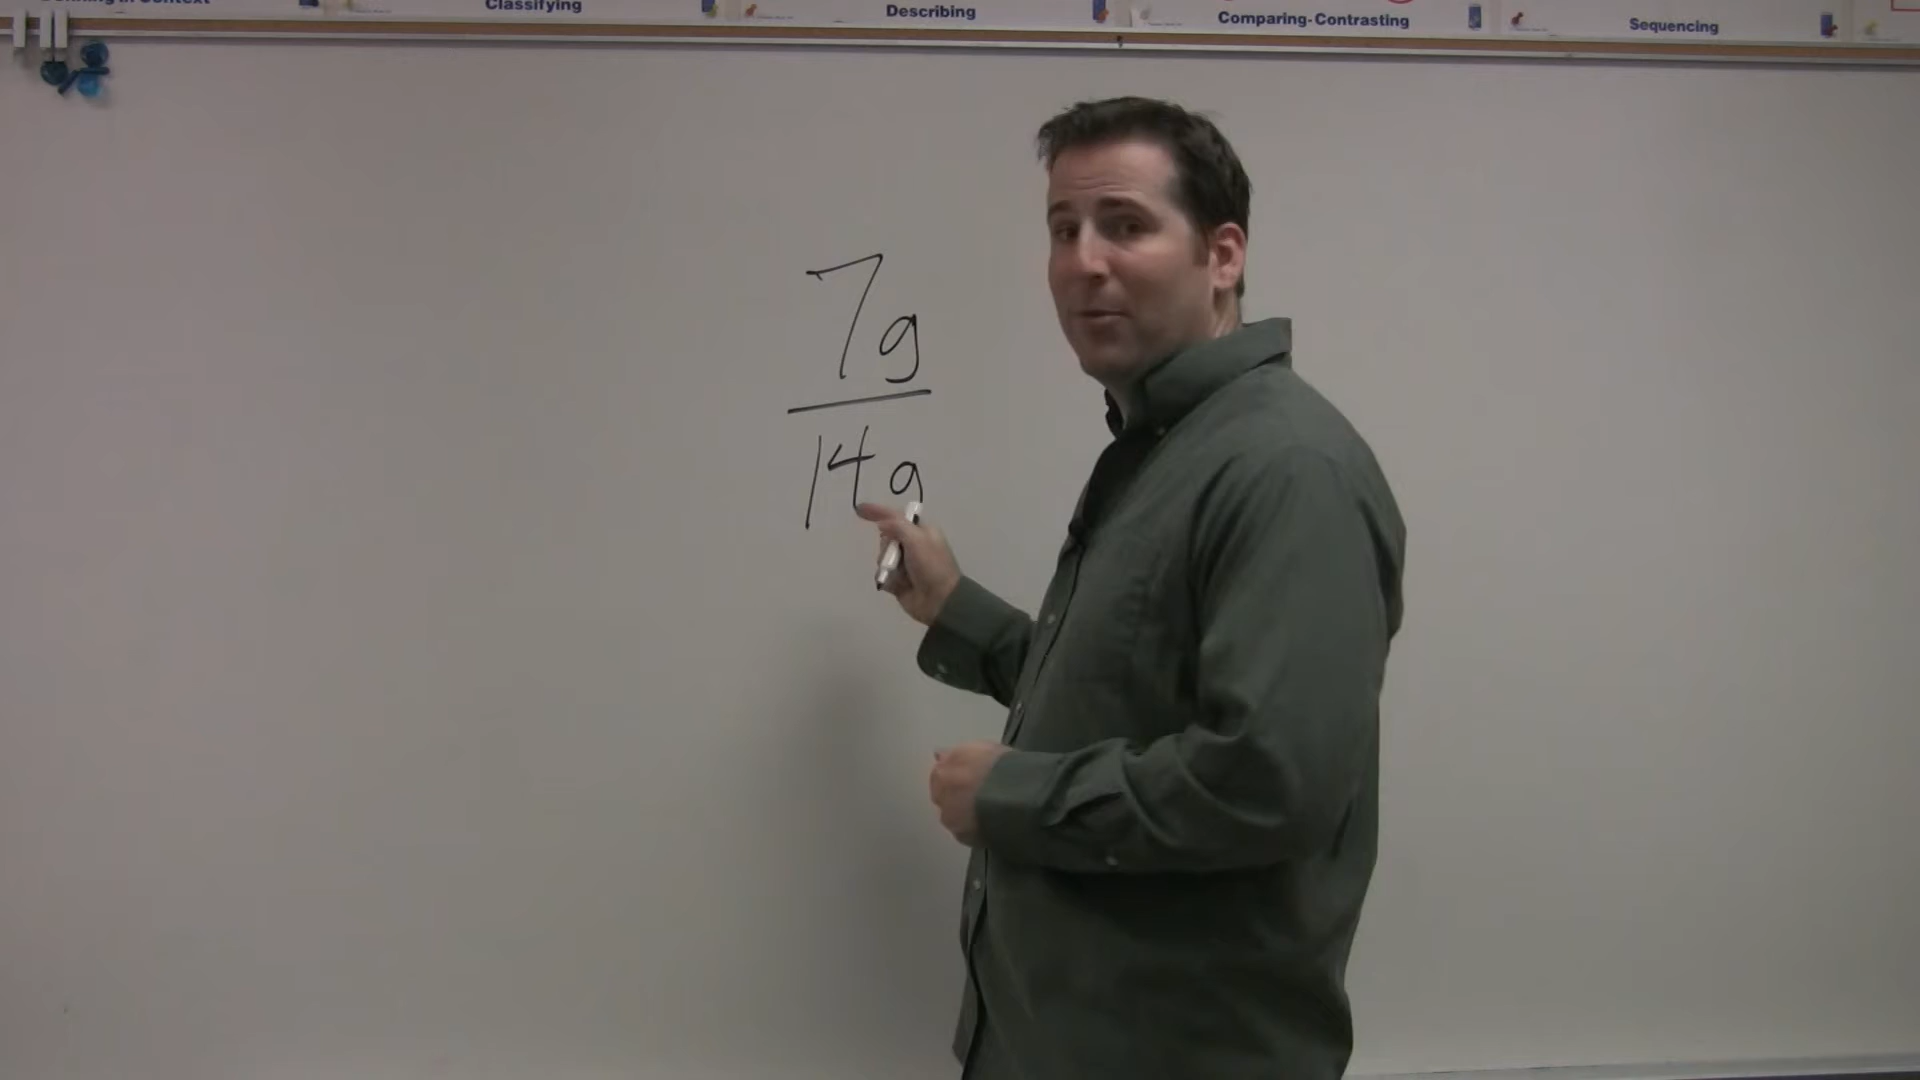 Classifying
Describing
Comparing-Contrasting
Sequencing
7g
14g